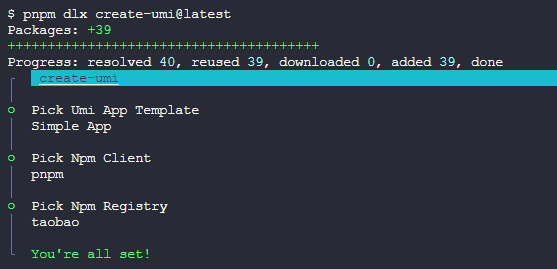 $ pnpm dlx create-umi@latest
Packages: +39
+++++++++++++++++++++++++++++++++++++++
Progress: resolved 40, reused 39, downloaded 0, added 39, done
create-umi
Pick Umi App Template
Simple App
Pick Npm Client
pnpm
Pick Npm Registry
taobao
You're all set!